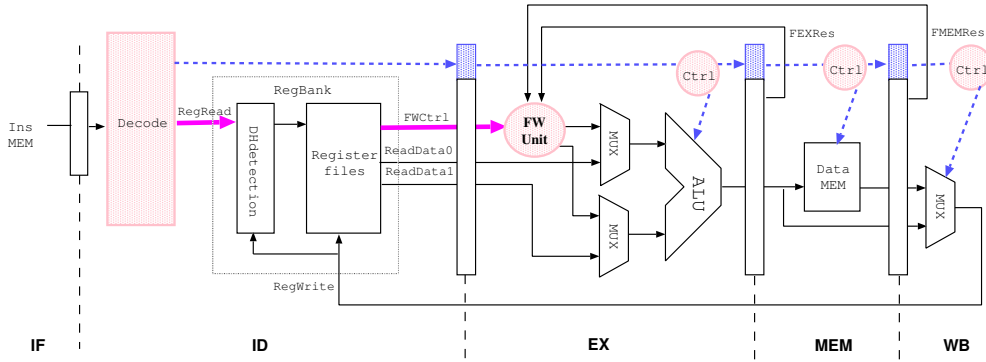 FEXRes
FMEMRes
Ctrl
Ctrl
Ctrl
RegBank
Ins
MEM
Decode
RegRead
DHdetection
Register
files
FWCtrl
ReadData0
ReadData1
FW
Unit
MUX
MUX
ALU
Data
MEM
MUX
RegWrite
IF
ID
EX
MEM
WB